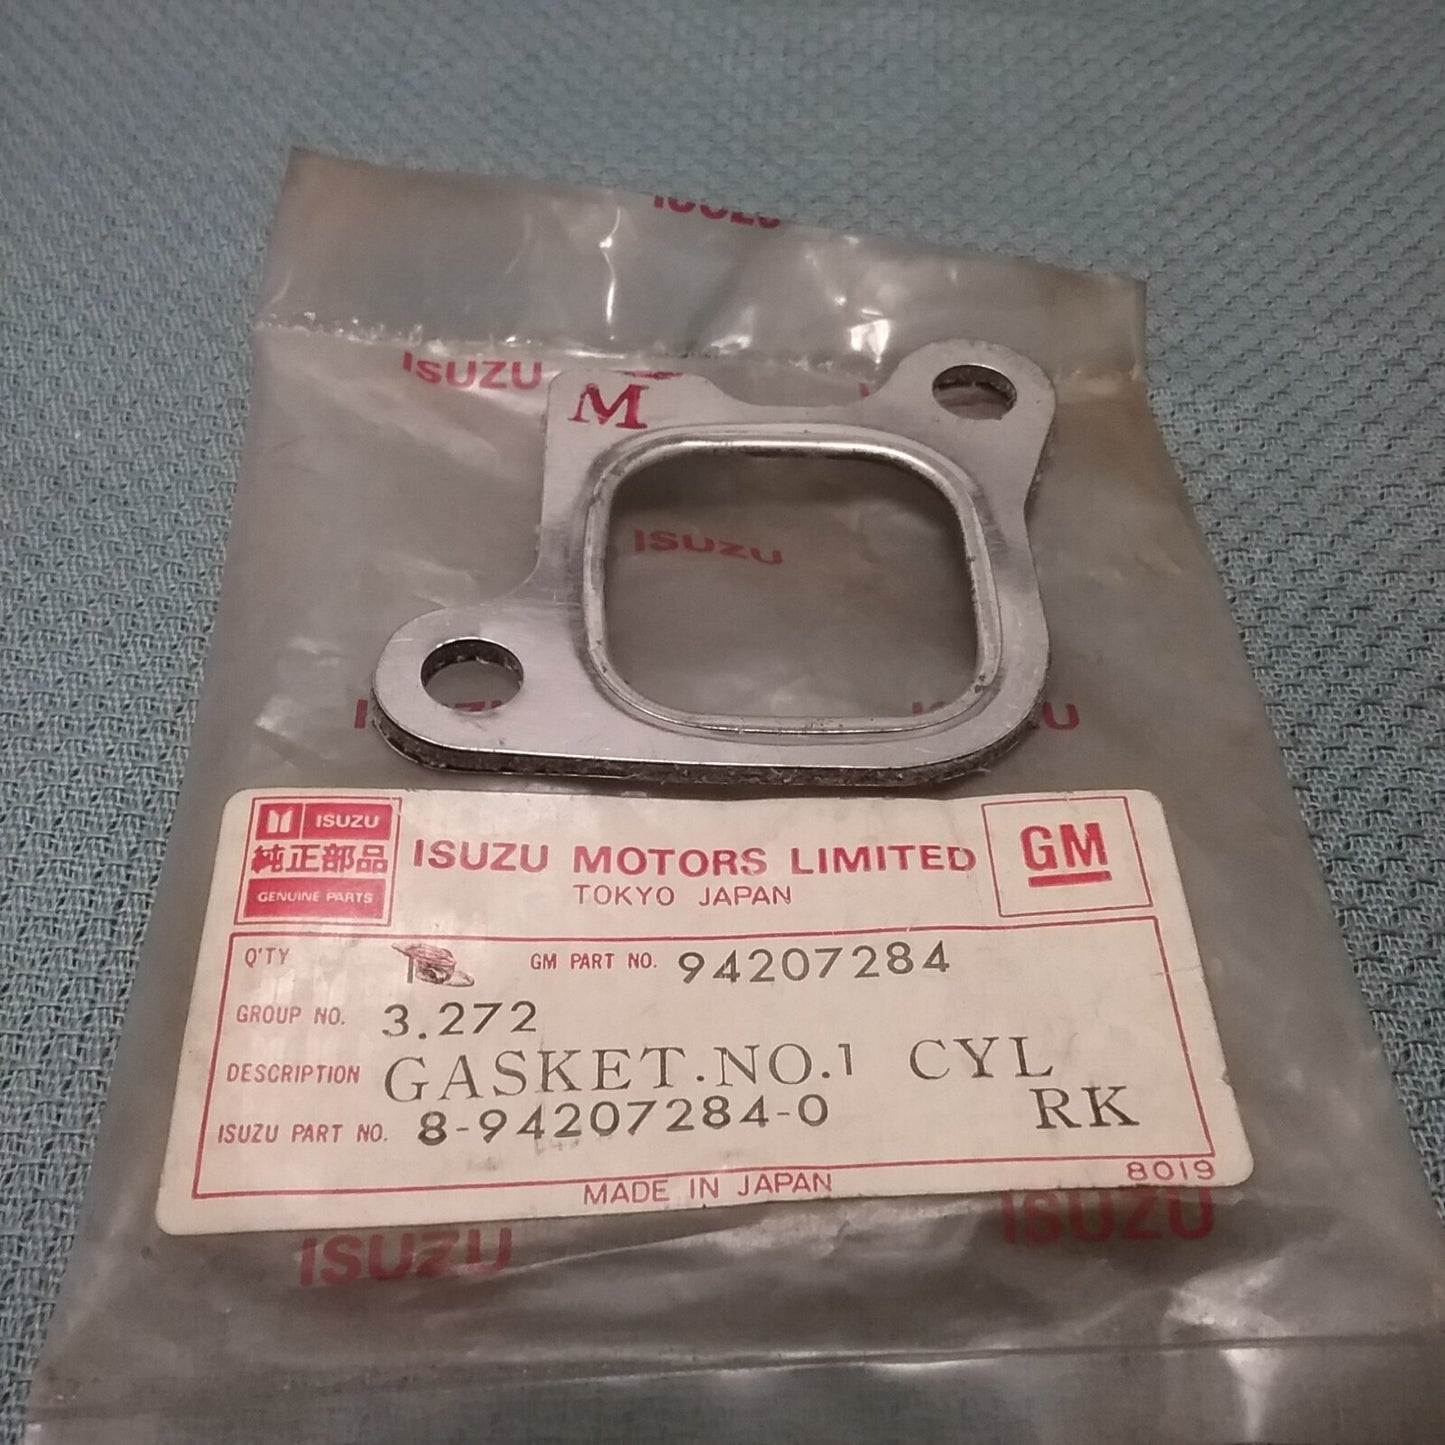 ISUZU
M
ISUZU
ISUZU
ISUZU
純正部品
GENUINE PARTS
ISUZU MOTORS LIMITED
TOKYO JAPAN
GM
Q'TY 1 GM PART NO. 94207284
GROUP NO. 3.272
DESCRIPTION GASKET.NO.1 CYL
RK
ISUZU PART NO. 8-94207284-0
8019
MADE IN JAPAN
ISUZU
ISUZU